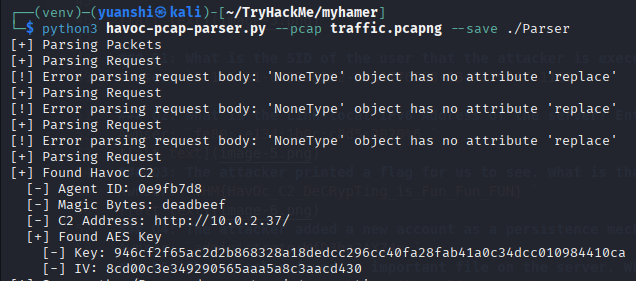 (venv)-(yuanshi㉿kali)-[~/TryHackMe/myhamer]
$ python3 havoc-pcap-parser.py --pcap traffic.pcapng --save ./Parser
[+] Parsing Packets
[+] Parsing Request
[!] Error parsing request body: 'NoneType' object has no attribute 'replace'
[+] Parsing Request
[!] Error parsing request body: 'NoneType' object has no attribute 'replace'
[+] Parsing Request
[!] Error parsing request body: 'NoneType' object has no attribute 'replace'
[+] Parsing Request
[+] Found Havoc C2
[-] Agent ID: 0e9fb7d8
[-] Magic Bytes: deadbeef
[-] C2 Address: http://10.0.2.37/
[+] Found AES Key
[-] Key: 946cf2f65ac2d2b868328a18dedcc296cc40fa28fab41a0c34dcc010984410ca
[-] IV: 8cd00c3e349290565aaa5a8c3aacd430